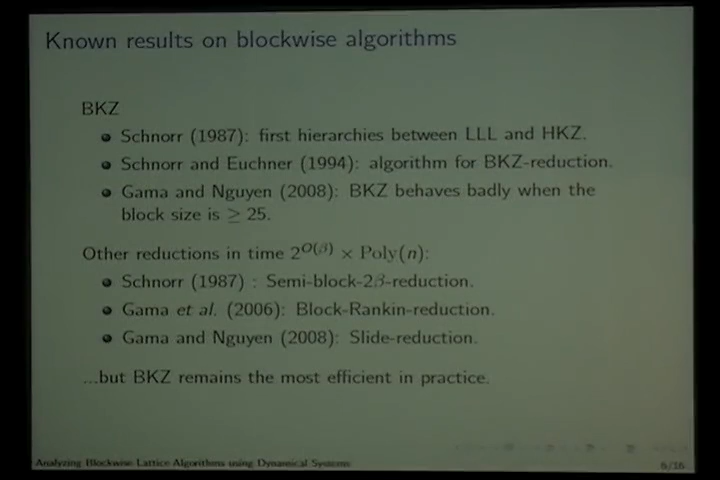 Known results on blockwise algorithms
BKZ
Schnorr (1987): first hierarchies between LLL and HKZ.
Schnorr and Euchner (1994): algorithm for BKZ-reduction.
Gama and Nguyen (2008): BKZ behaves badly when the
block size is ≥ 25.
Other reductions in time 2^O(β) × Poly(n):
Schnorr (1987) : Semi-block-2β-reduction.
Gama et al. (2006): Block-Rankin-reduction.
Gama and Nguyen (2008): Slide-reduction.
...but BKZ remains the most efficient in practice.
Analyzing Blockwise Lattice Algorithms using Dynamical Systems
6/16